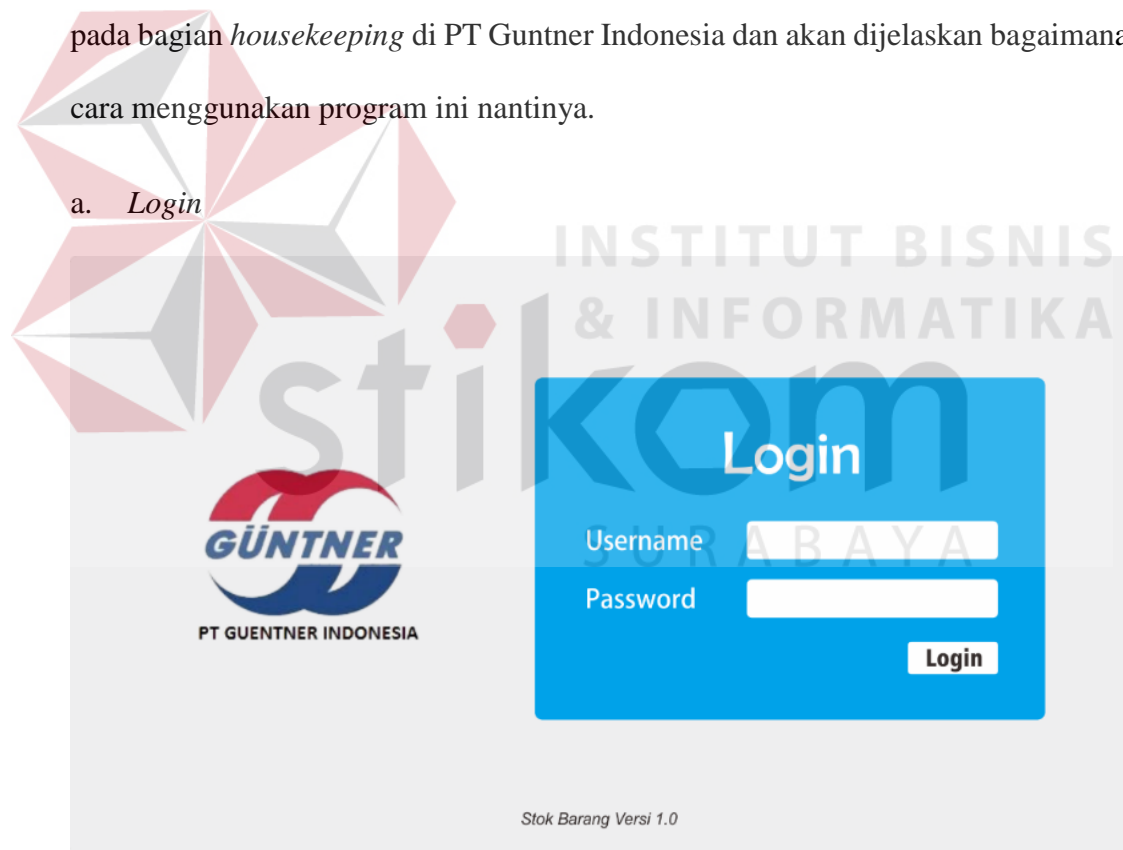 pada bagian housekeeping di PT Guntner Indonesia dan akan dijelaskan bagaimana
cara menggunakan program ini nantinya.
a. Login
INSTITUT BISNIS
& INFORMATIKA
stikom
SURABAYA
GÜNTNER
PT GUENTNER INDONESIA
Login
Username
Password
Login
Stok Barang Versi 1.0